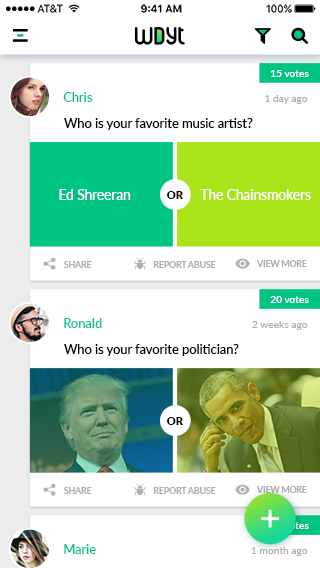 AT&T 9:41 AM 100%
WDyt
15 votes
Chris 1 day ago
Who is your favorite music artist?
Ed Shreeran OR The Chainsmokers
SHARE REPORT ABUSE VIEW MORE
20 votes
Ronald 2 weeks ago
Who is your favorite politician?
OR
SHARE REPORT ABUSE VIEW MORE
Marie 1 month ago